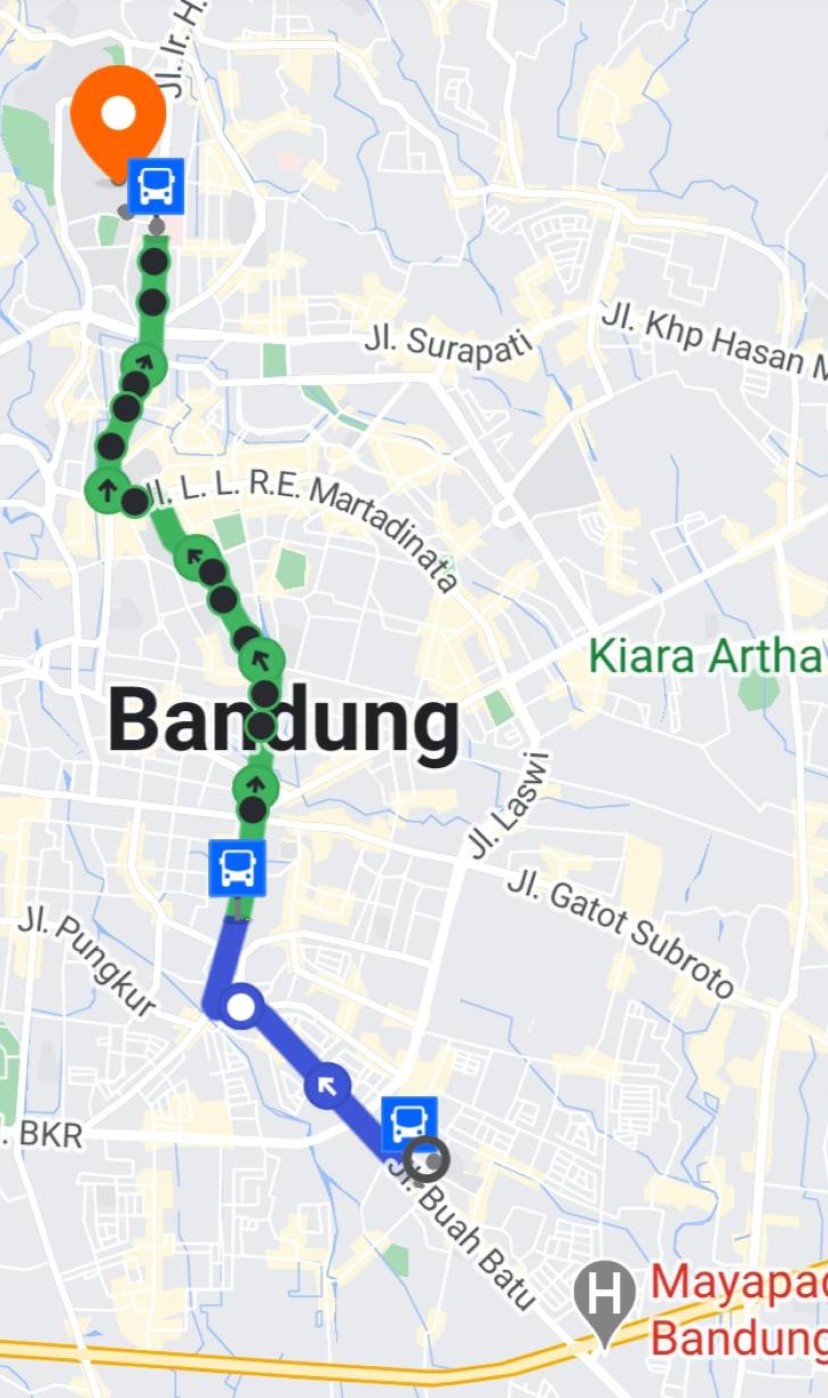 Jl. Ir. H.
Jl. Surapati
Jl. Khp Hasan M
Jl. L. L. R.E. Martadinata
Kiara Artha
Bandung
Jl. Laswi
Jl. Gatot Subroto
Jl. Pungkur
. BKR
Jl. Buah Batu
H
Mayapad
Bandung